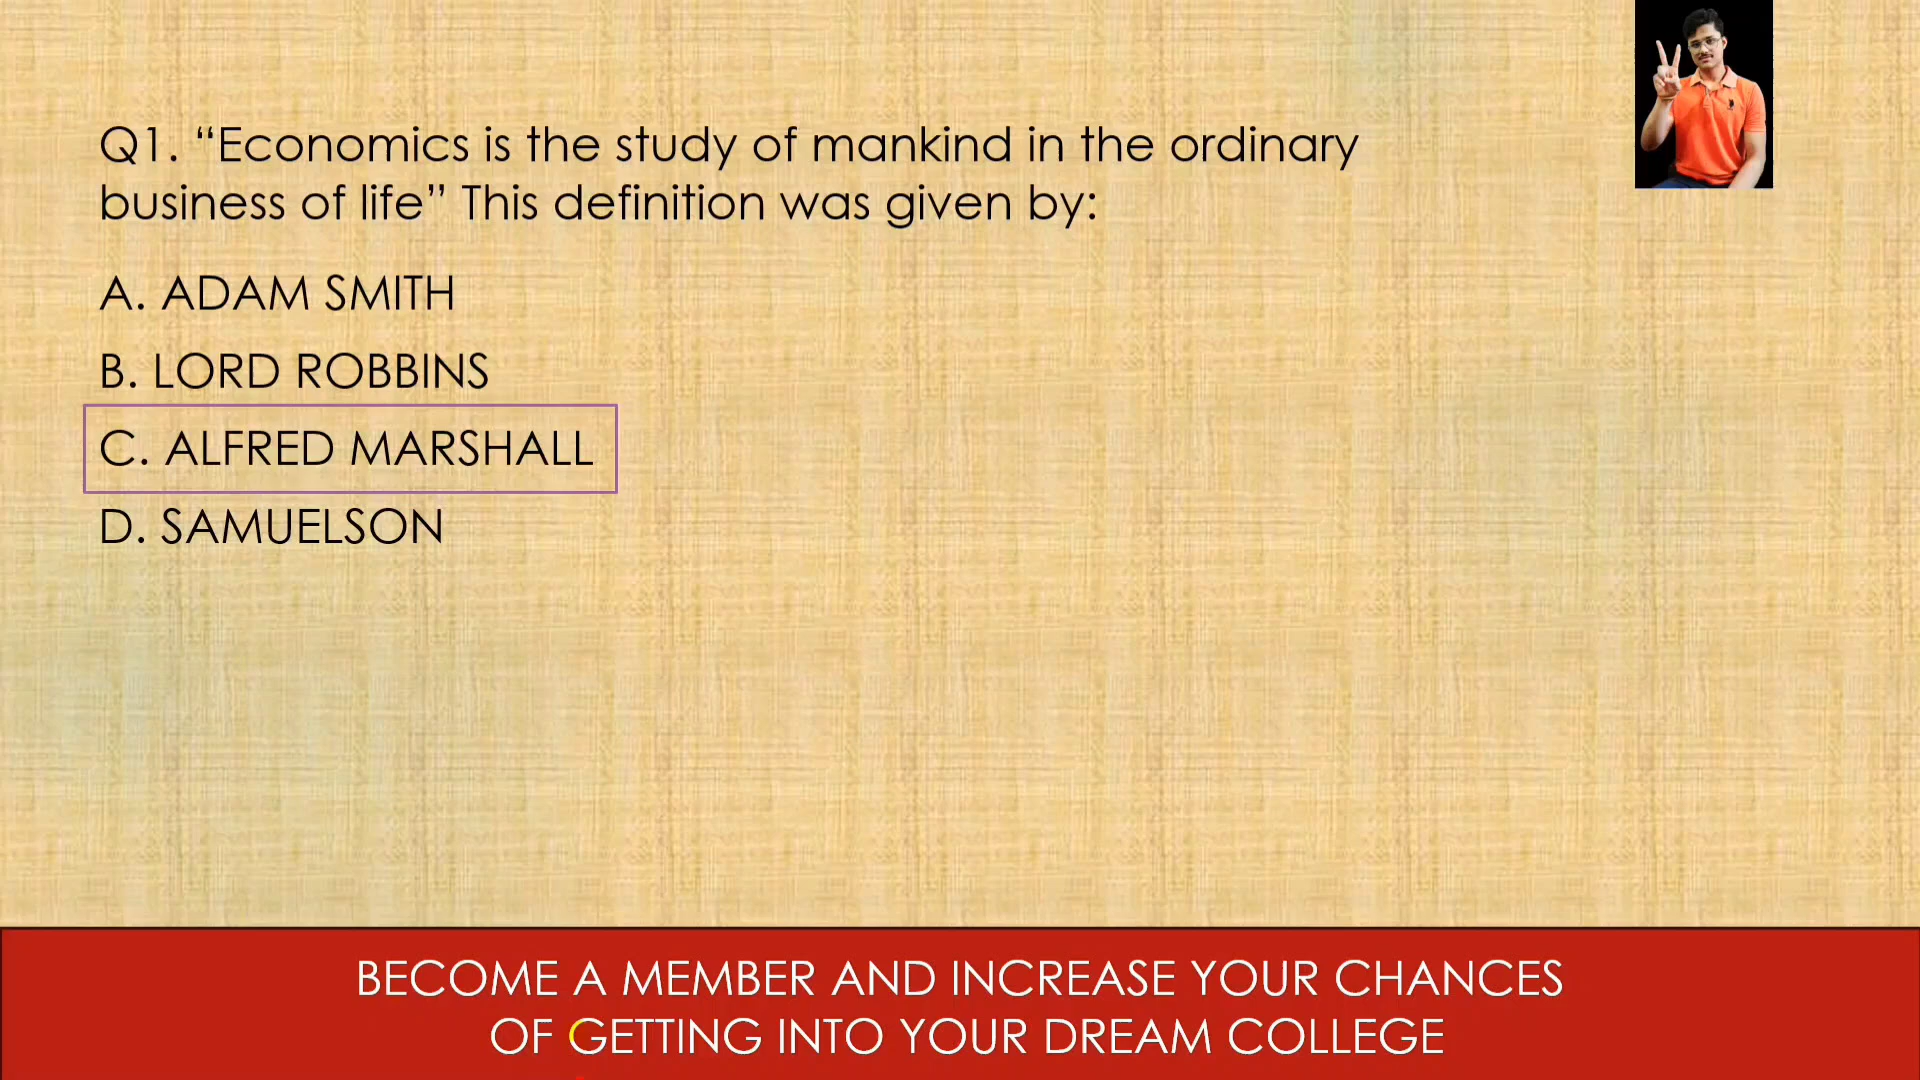 Q1. “Economics is the study of mankind in the ordinary
business of life” This definition was given by:
A. ADAM SMITH
B. LORD ROBBINS
C. ALFRED MARSHALL
D. SAMUELSON
BECOME A MEMBER AND INCREASE YOUR CHANCES
OF GETTING INTO YOUR DREAM COLLEGE